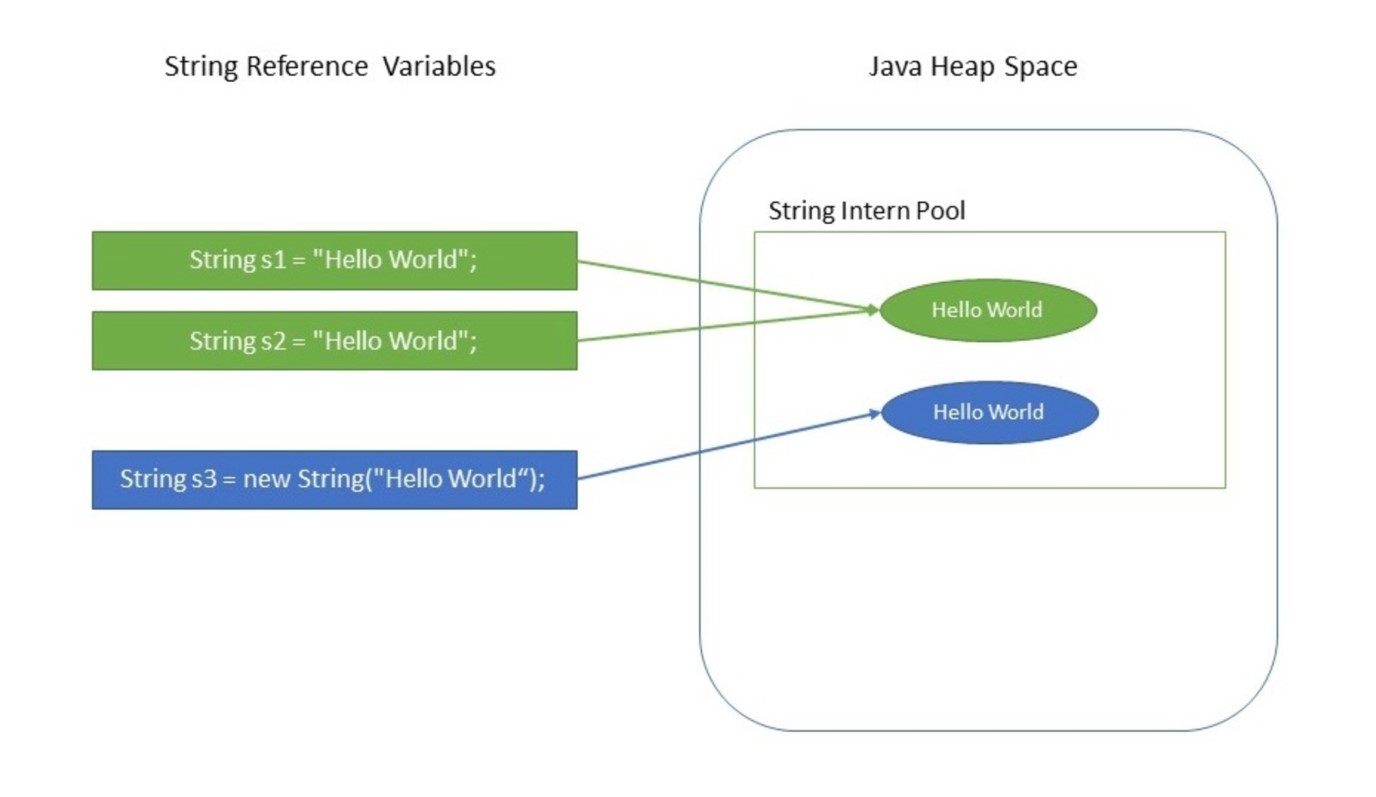 String Reference Variables
Java Heap Space
String Intern Pool
String s1 = "Hello World";
Hello World
String s2 = "Hello World";
Hello World
String s3 = new String("Hello World“);